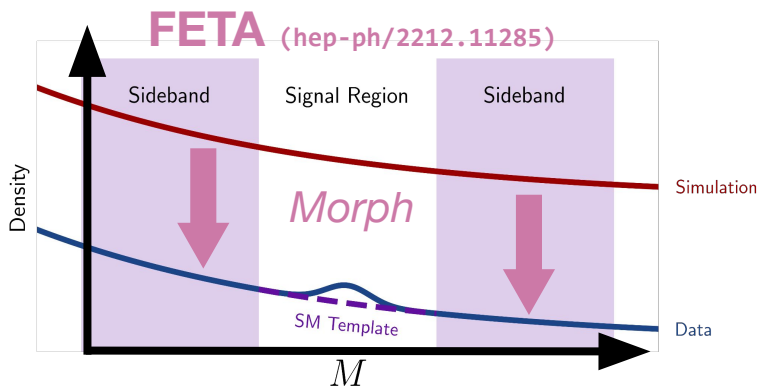 FETA (hep-ph/2212.11285)
Sideband
Signal Region
Sideband
Density
Simulation
Morph
SM Template
Data
M